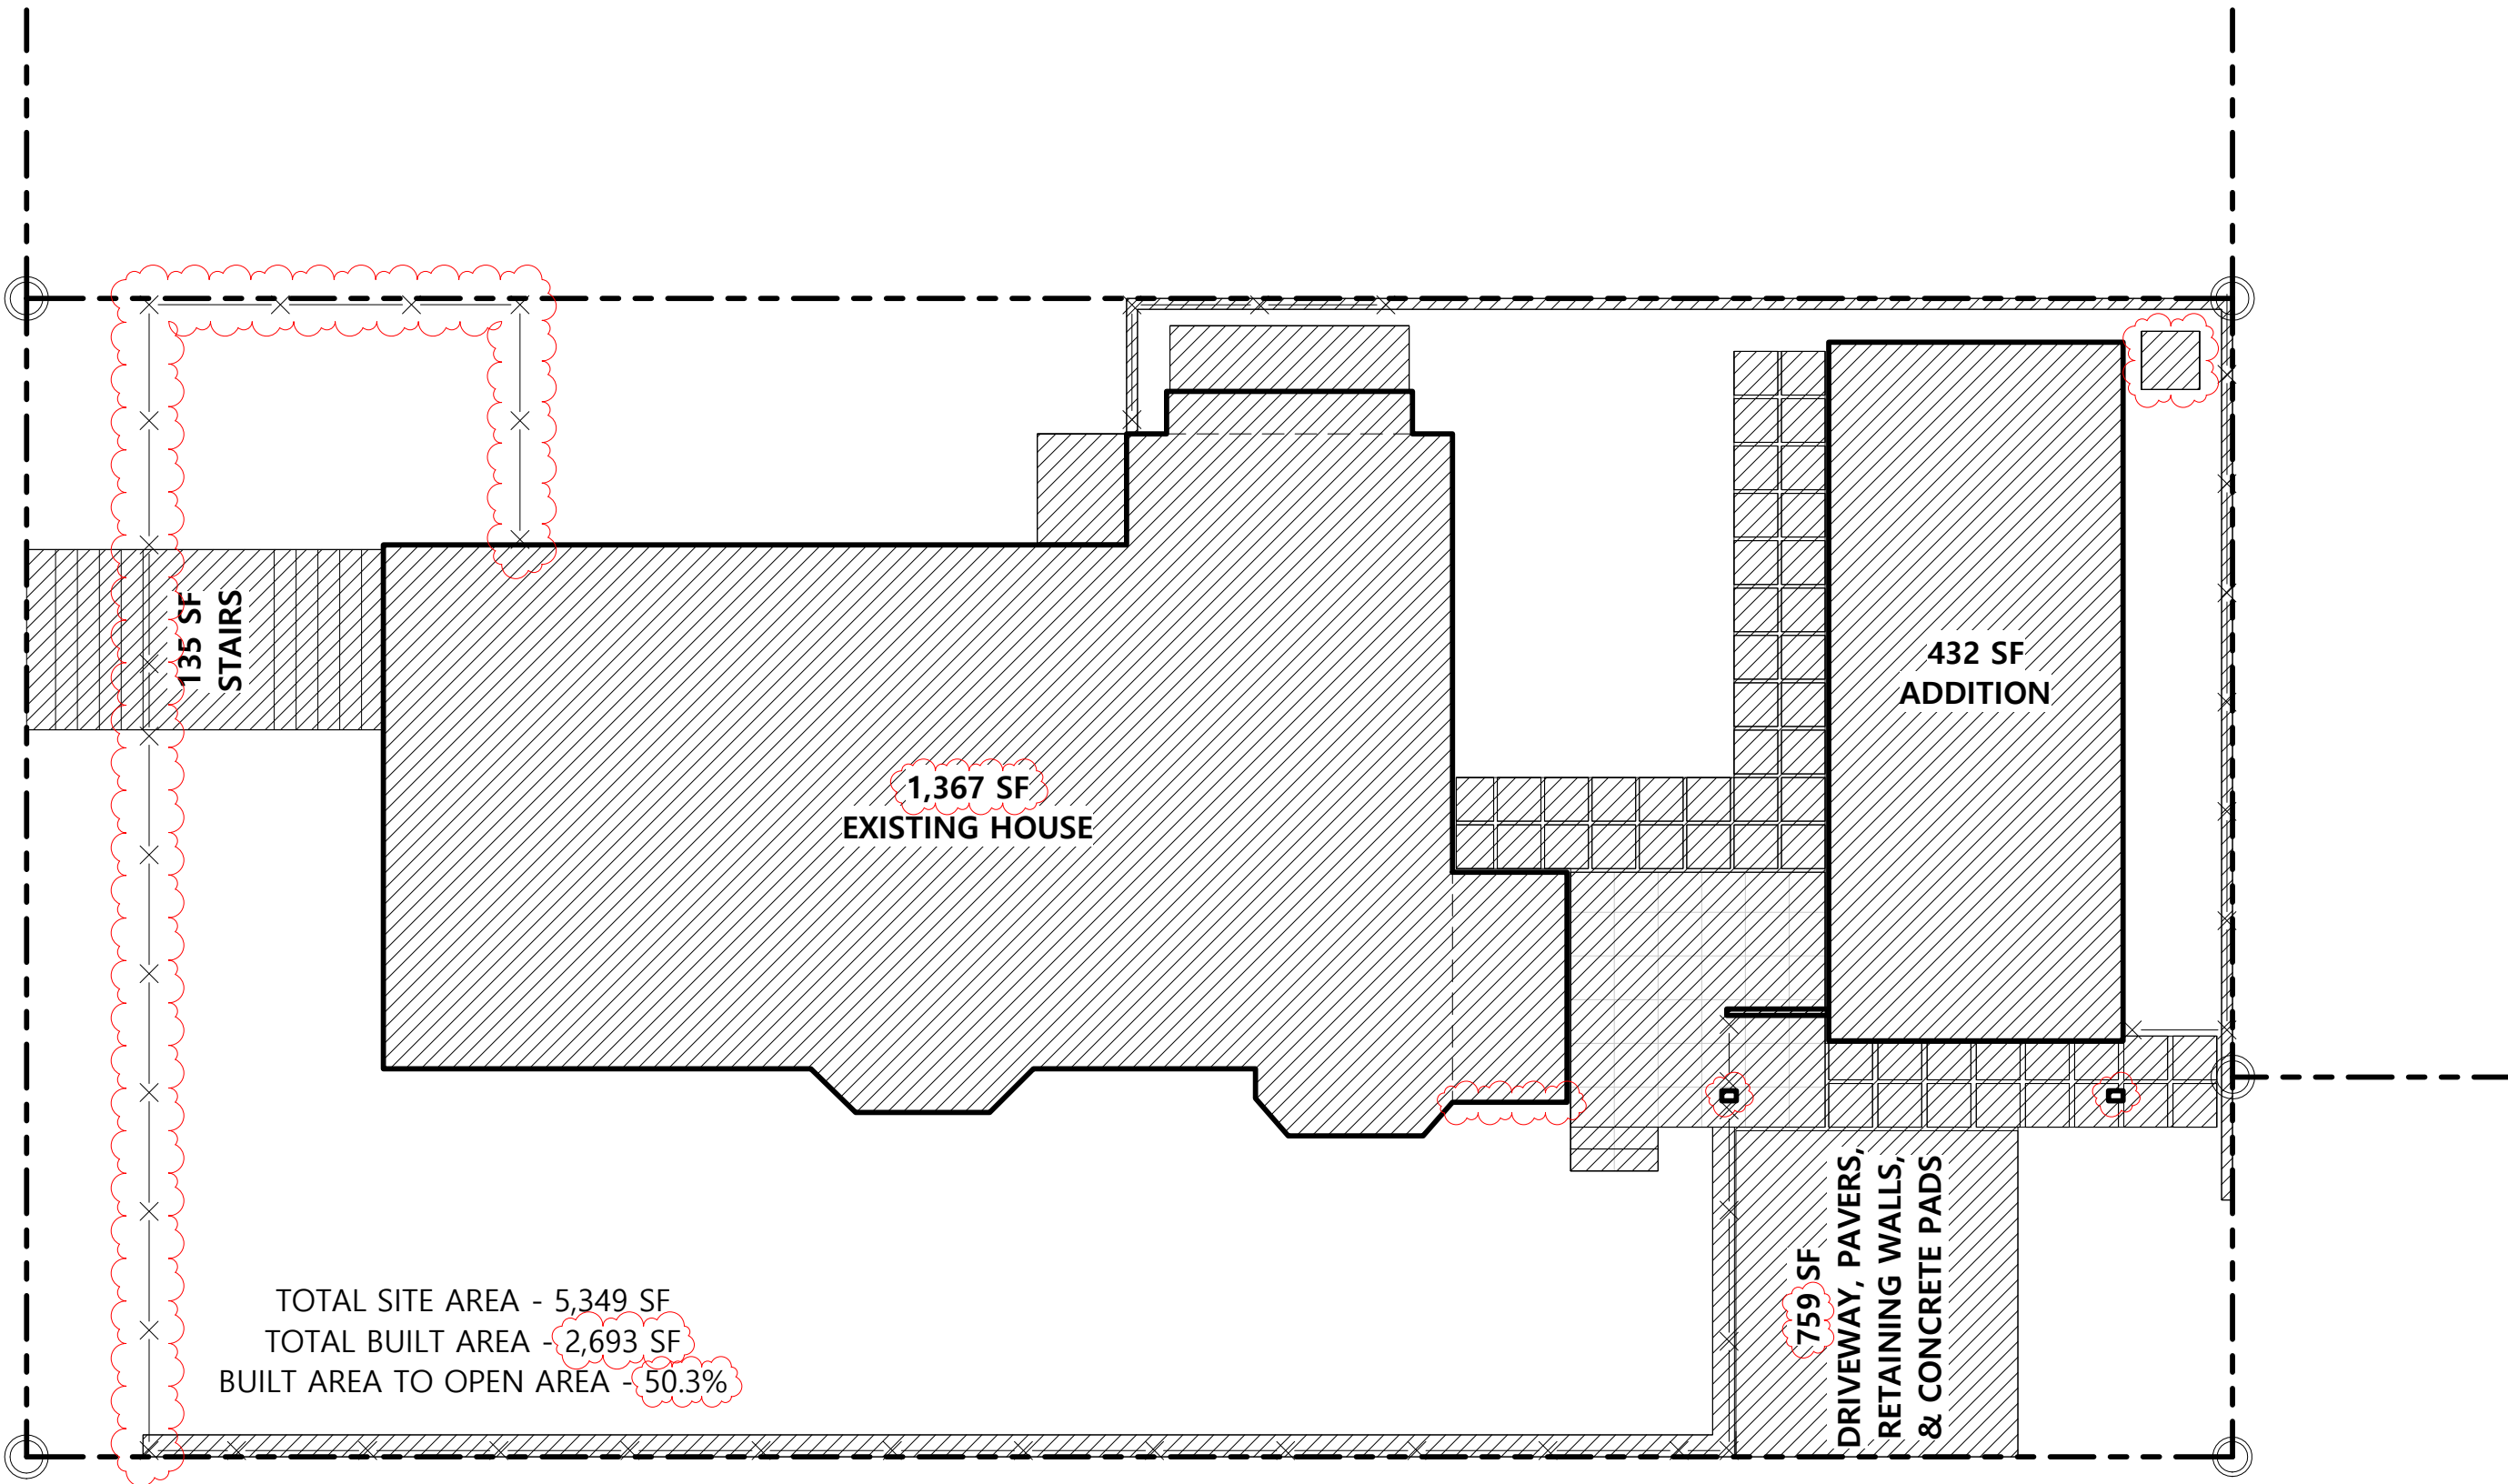 135 SF
STAIRS
1,367 SF
EXISTING HOUSE
432 SF
ADDITION
759 SF
DRIVEWAY, PAVERS,
RETAINING WALLS,
& CONCRETE PADS
TOTAL SITE AREA - 5,349 SF
TOTAL BUILT AREA - 2,693 SF
BUILT AREA TO OPEN AREA - 50.3%